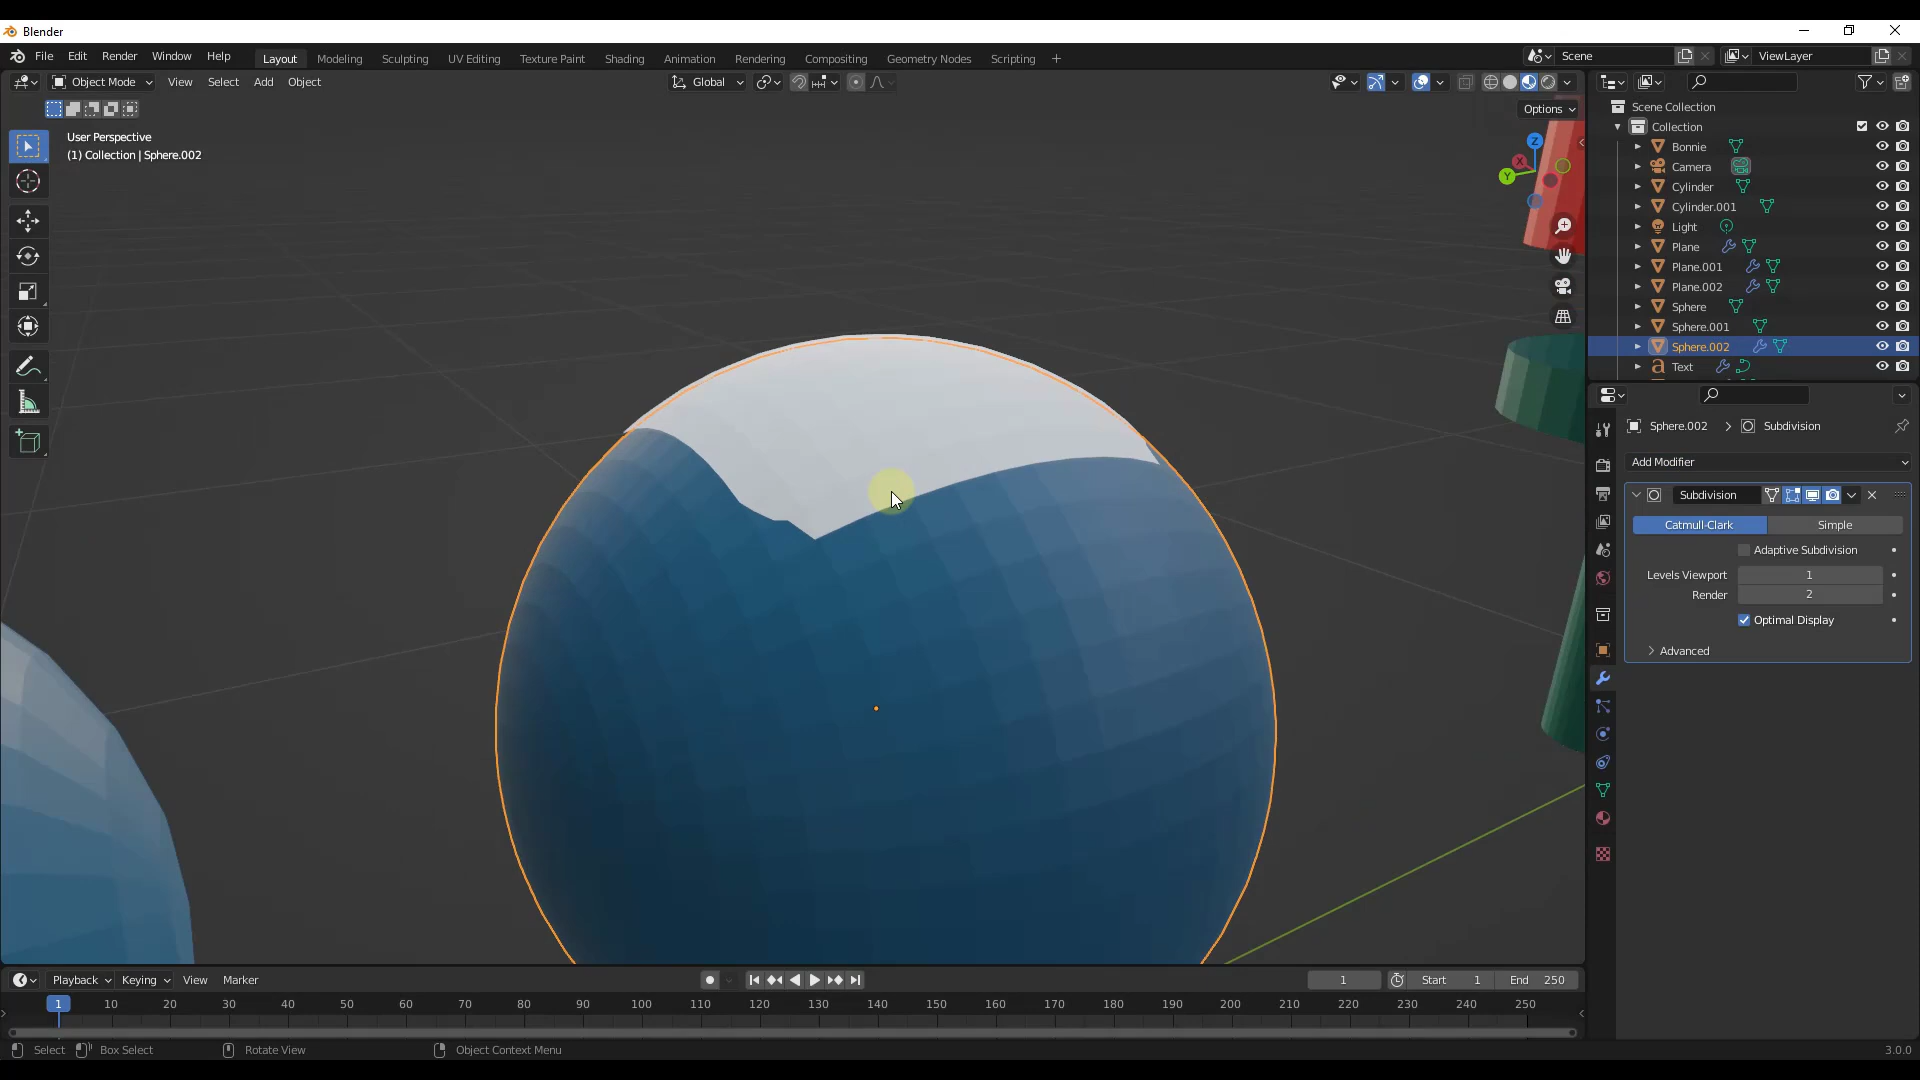 Blender
File Edit Render Window Help Layout Modeling Sculpting UV Editing Texture Paint Shading Animation Rendering Compositing Geometry Nodes Scripting + Scene ViewLayer
Object Mode View Select Add Object Global
Options
User Perspective
(1) Collection | Sphere.002
Z
X
Y
Scene Collection
Collection
Bonnie
Camera
Cylinder
Cylinder.001
Light
Plane
Plane.001
Plane.002
Sphere
Sphere.001
Sphere.002
Text
Sphere.002 > Subdivision
Add Modifier
Subdivision
Catmull-Clark Simple
Adaptive Subdivision
Levels Viewport 1
Render 2
Optimal Display
Advanced
Playback Keying View Marker 1 Start 1 End 250
1 10 20 30 40 50 60 70 80 90 100 110 120 130 140 150 160 170 180 190 200 210 220 230 240 250
Select Box Select Rotate View Object Context Menu 3.0.0